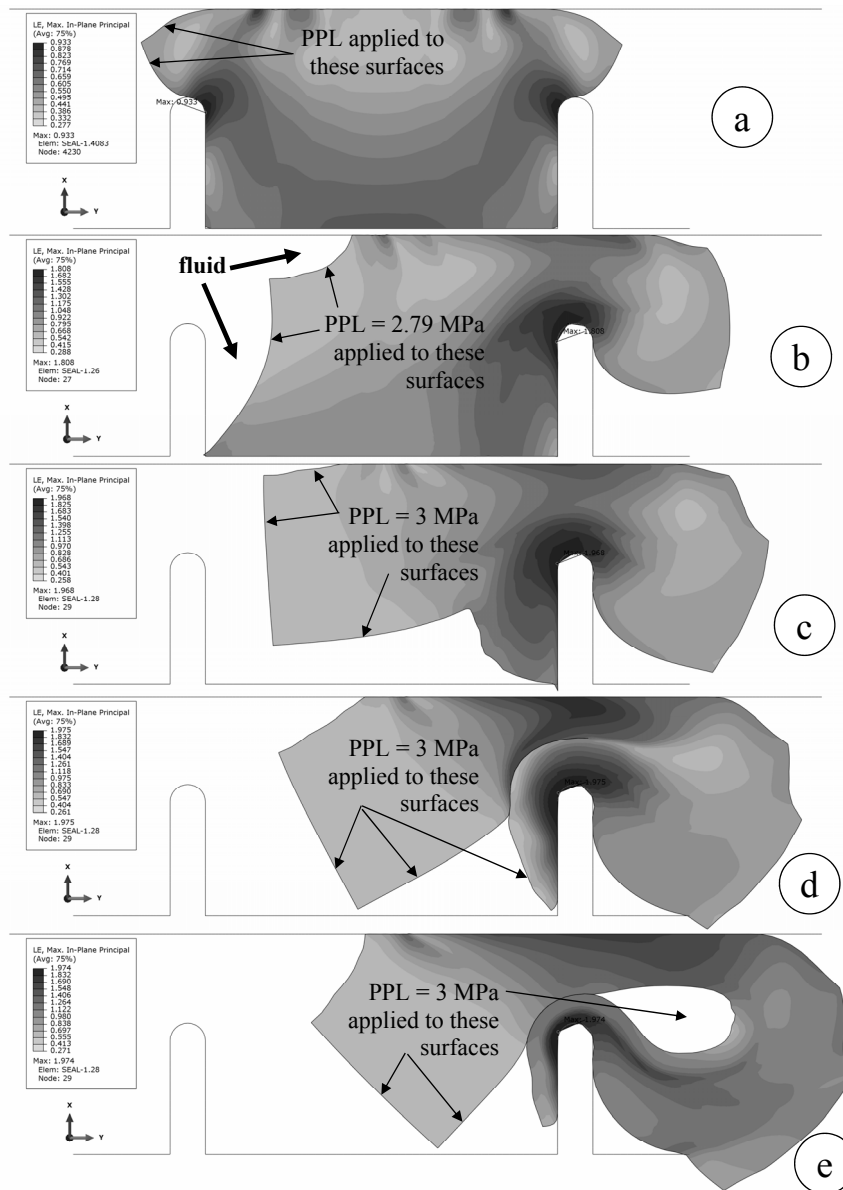 LE, Max. In-Plane Principal
(Avg: 75%)
0.933
0.878
0.823
0.769
0.714
0.659
0.605
0.550
0.495
0.441
0.386
0.332
0.277
Max: 0.933
Elem: SEAL-1.4083
Node: 4230
X
Y
PPL applied to
these surfaces
Max: 0.933
a
LE, Max. In-Plane Principal
(Avg: 75%)
1.808
1.682
1.555
1.428
1.302
1.175
1.048
0.922
0.795
0.668
0.542
0.415
0.288
Max: 1.808
Elem: SEAL-1.26
Node: 27
X
Y
fluid
PPL = 2.79 MPa
applied to these
surfaces
Max: 1.808
b
LE, Max. In-Plane Principal
(Avg: 75%)
1.968
1.825
1.683
1.540
1.398
1.255
1.113
0.970
0.828
0.686
0.543
0.401
0.258
Max: 1.968
Elem: SEAL-1.28
Node: 29
X
Y
PPL = 3 MPa
applied to these
surfaces
Max: 1.968
c
LE, Max. In-Plane Principal
(Avg: 75%)
1.975
1.832
1.689
1.547
1.404
1.261
1.118
0.975
0.833
0.690
0.547
0.404
0.261
Max: 1.975
Elem: SEAL-1.28
Node: 29
X
Y
PPL = 3 MPa
applied to these
surfaces
Max: 1.975
d
LE, Max. In-Plane Principal
(Avg: 75%)
1.974
1.832
1.690
1.548
1.406
1.264
1.122
0.980
0.838
0.697
0.555
0.413
0.271
Max: 1.974
Elem: SEAL-1.28
Node: 29
X
Y
PPL = 3 MPa
applied to these
surfaces
Max: 1.974
e